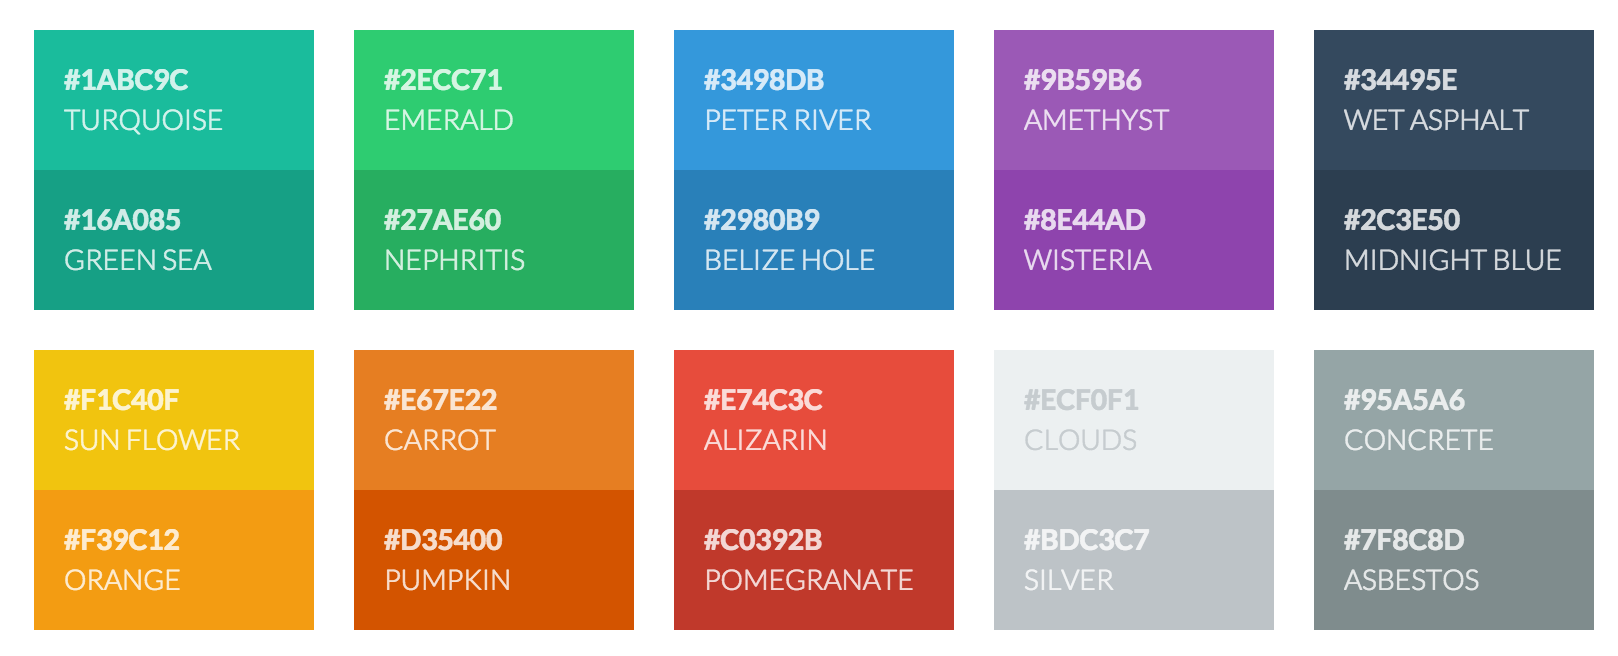 #1ABC9C
TURQUOISE
#16A085
GREEN SEA
#2ECC71
EMERALD
#27AE60
NEPHRITIS
#3498DB
PETER RIVER
#2980B9
BELIZE HOLE
#9B59B6
AMETHYST
#8E44AD
WISTERIA
#34495E
WET ASPHALT
#2C3E50
MIDNIGHT BLUE
#F1C40F
SUN FLOWER
#F39C12
ORANGE
#E67E22
CARROT
#D35400
PUMPKIN
#E74C3C
ALIZARIN
#C0392B
POMEGRANATE
#ECF0F1
CLOUDS
#BDC3C7
SILVER
#95A5A6
CONCRETE
#7F8C8D
ASBESTOS